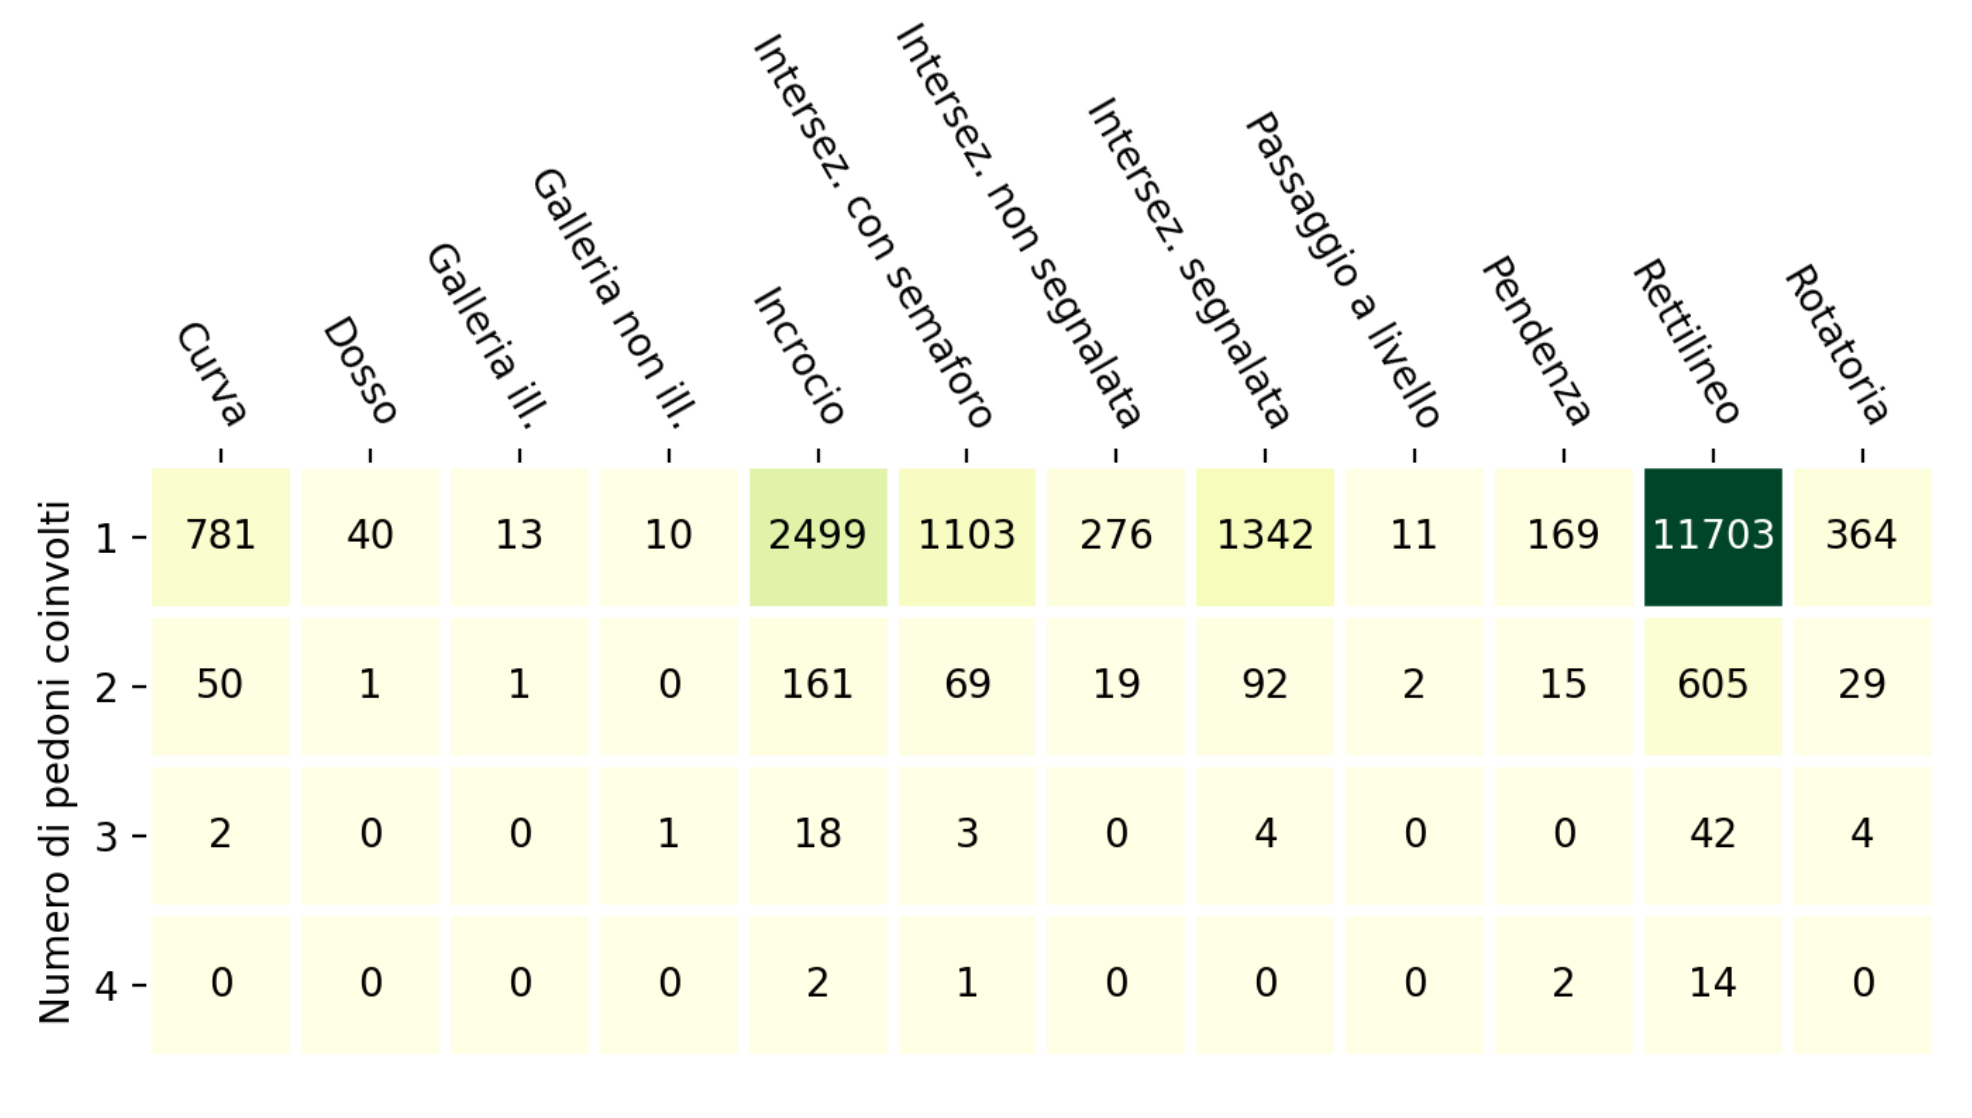 Curva
Dosso
Galleria ill.
Galleria non ill.
Incrocio
Intersez. con semaforo
Intersez. non segnalata
Intersez. segnalata
Passaggio a livello
Pendenza
Rettilineo
Rotatoria
Numero di pedoni coinvolti
1 781 40 13 10 2499 1103 276 1342 11 169 11703 364
2 50 1 1 0 161 69 19 92 2 15 605 29
3 2 0 0 1 18 3 0 4 0 0 42 4
4 0 0 0 0 2 1 0 0 0 2 14 0